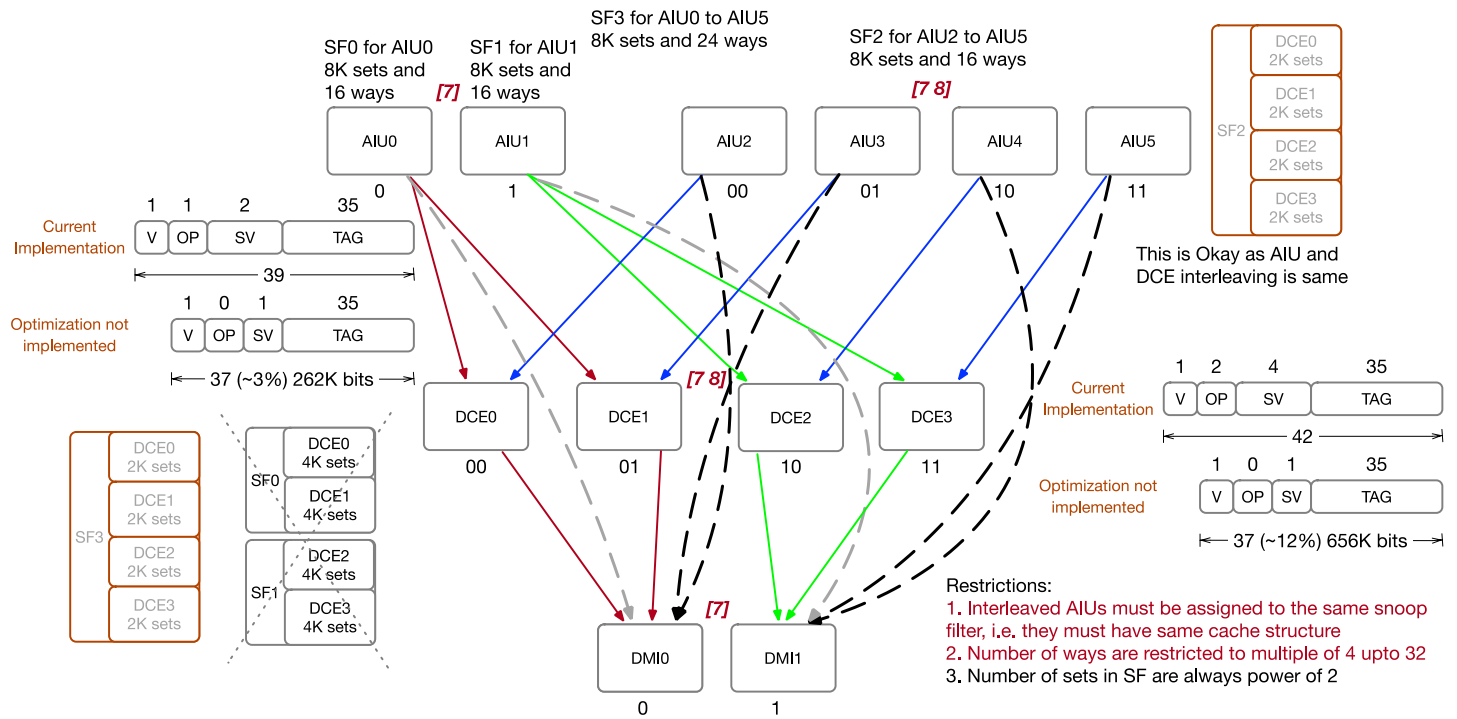 SF3 for AIU0 to AIU5
8K sets and 24 ways
SF0 for AIU0
8K sets and
16 ways
[7]
SF1 for AIU1
8K sets and
16 ways
SF2 for AIU2 to AIU5
8K sets and 16 ways
[7 8]
AIU0
AIU1
AIU2
AIU3
AIU4
AIU5
0
1
00
01
10
11
SF2
DCE0
2K sets
DCE1
2K sets
DCE2
2K sets
DCE3
2K sets
This is Okay as AIU and
DCE interleaving is same
Current
Implementation
1 1 2 35
V OP SV TAG
39
Optimization not
implemented
1 0 1 35
V OP SV TAG
37 (~3%) 262K bits
[7 8]
DCE0
DCE1
DCE2
DCE3
00
01
10
11
Current
Implementation
1 2 4 35
V OP SV TAG
42
Optimization not
implemented
1 0 1 35
V OP SV TAG
37 (~12%) 656K bits
SF3
DCE0
2K sets
DCE1
2K sets
DCE2
2K sets
DCE3
2K sets
SF0
DCE0
4K sets
DCE1
4K sets
SF1
DCE2
4K sets
DCE3
4K sets
[7]
DMI0
DMI1
0
1
Restrictions:
1. Interleaved AIUs must be assigned to the same snoop
filter, i.e. they must have same cache structure
2. Number of ways are restricted to multiple of 4 upto 32
3. Number of sets in SF are always power of 2